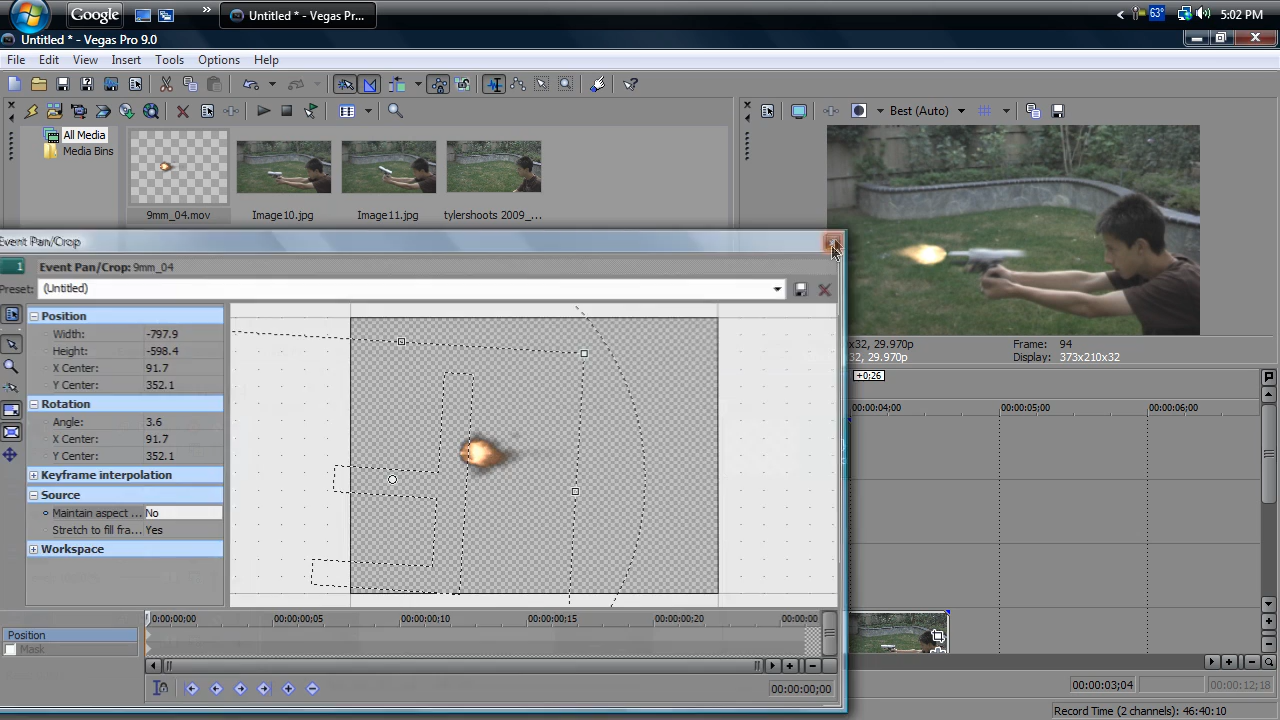 Google
»
Untitled * - Vegas Pr...
63°
5:02 PM
Untitled * - Vegas Pro 9.0
File Edit View Insert Tools Options Help
Best (Auto)
All Media
Media Bins
9mm_04.mov
Image10.jpg
Image11.jpg
tylershoots 2009_...
Event Pan/Crop
1
Event Pan/Crop: 9mm_04
Preset: (Untitled)
Position
Width: -797.9
Height: -598.4
X Center: 91.7
Y Center: 352.1
Rotation
Angle: 3.6
X Center: 91.7
Y Center: 352.1
Keyframe interpolation
Source
Maintain aspect ... No
Stretch to fill fra... Yes
Workspace
x32, 29.970p Frame: 94
x32, 29.970p Display: 373x210x32
+0;26
00:00:04;00 00:00:05;00 00:00:06;00
0:00:00;00 00:00:00;05 00:00:00;10 00:00:00;15 00:00:00;20 00:00:00
Position
Mask
00:00:00;00
00:00:03;04
00:00:12;18
Record Time (2 channels): 46:40:10